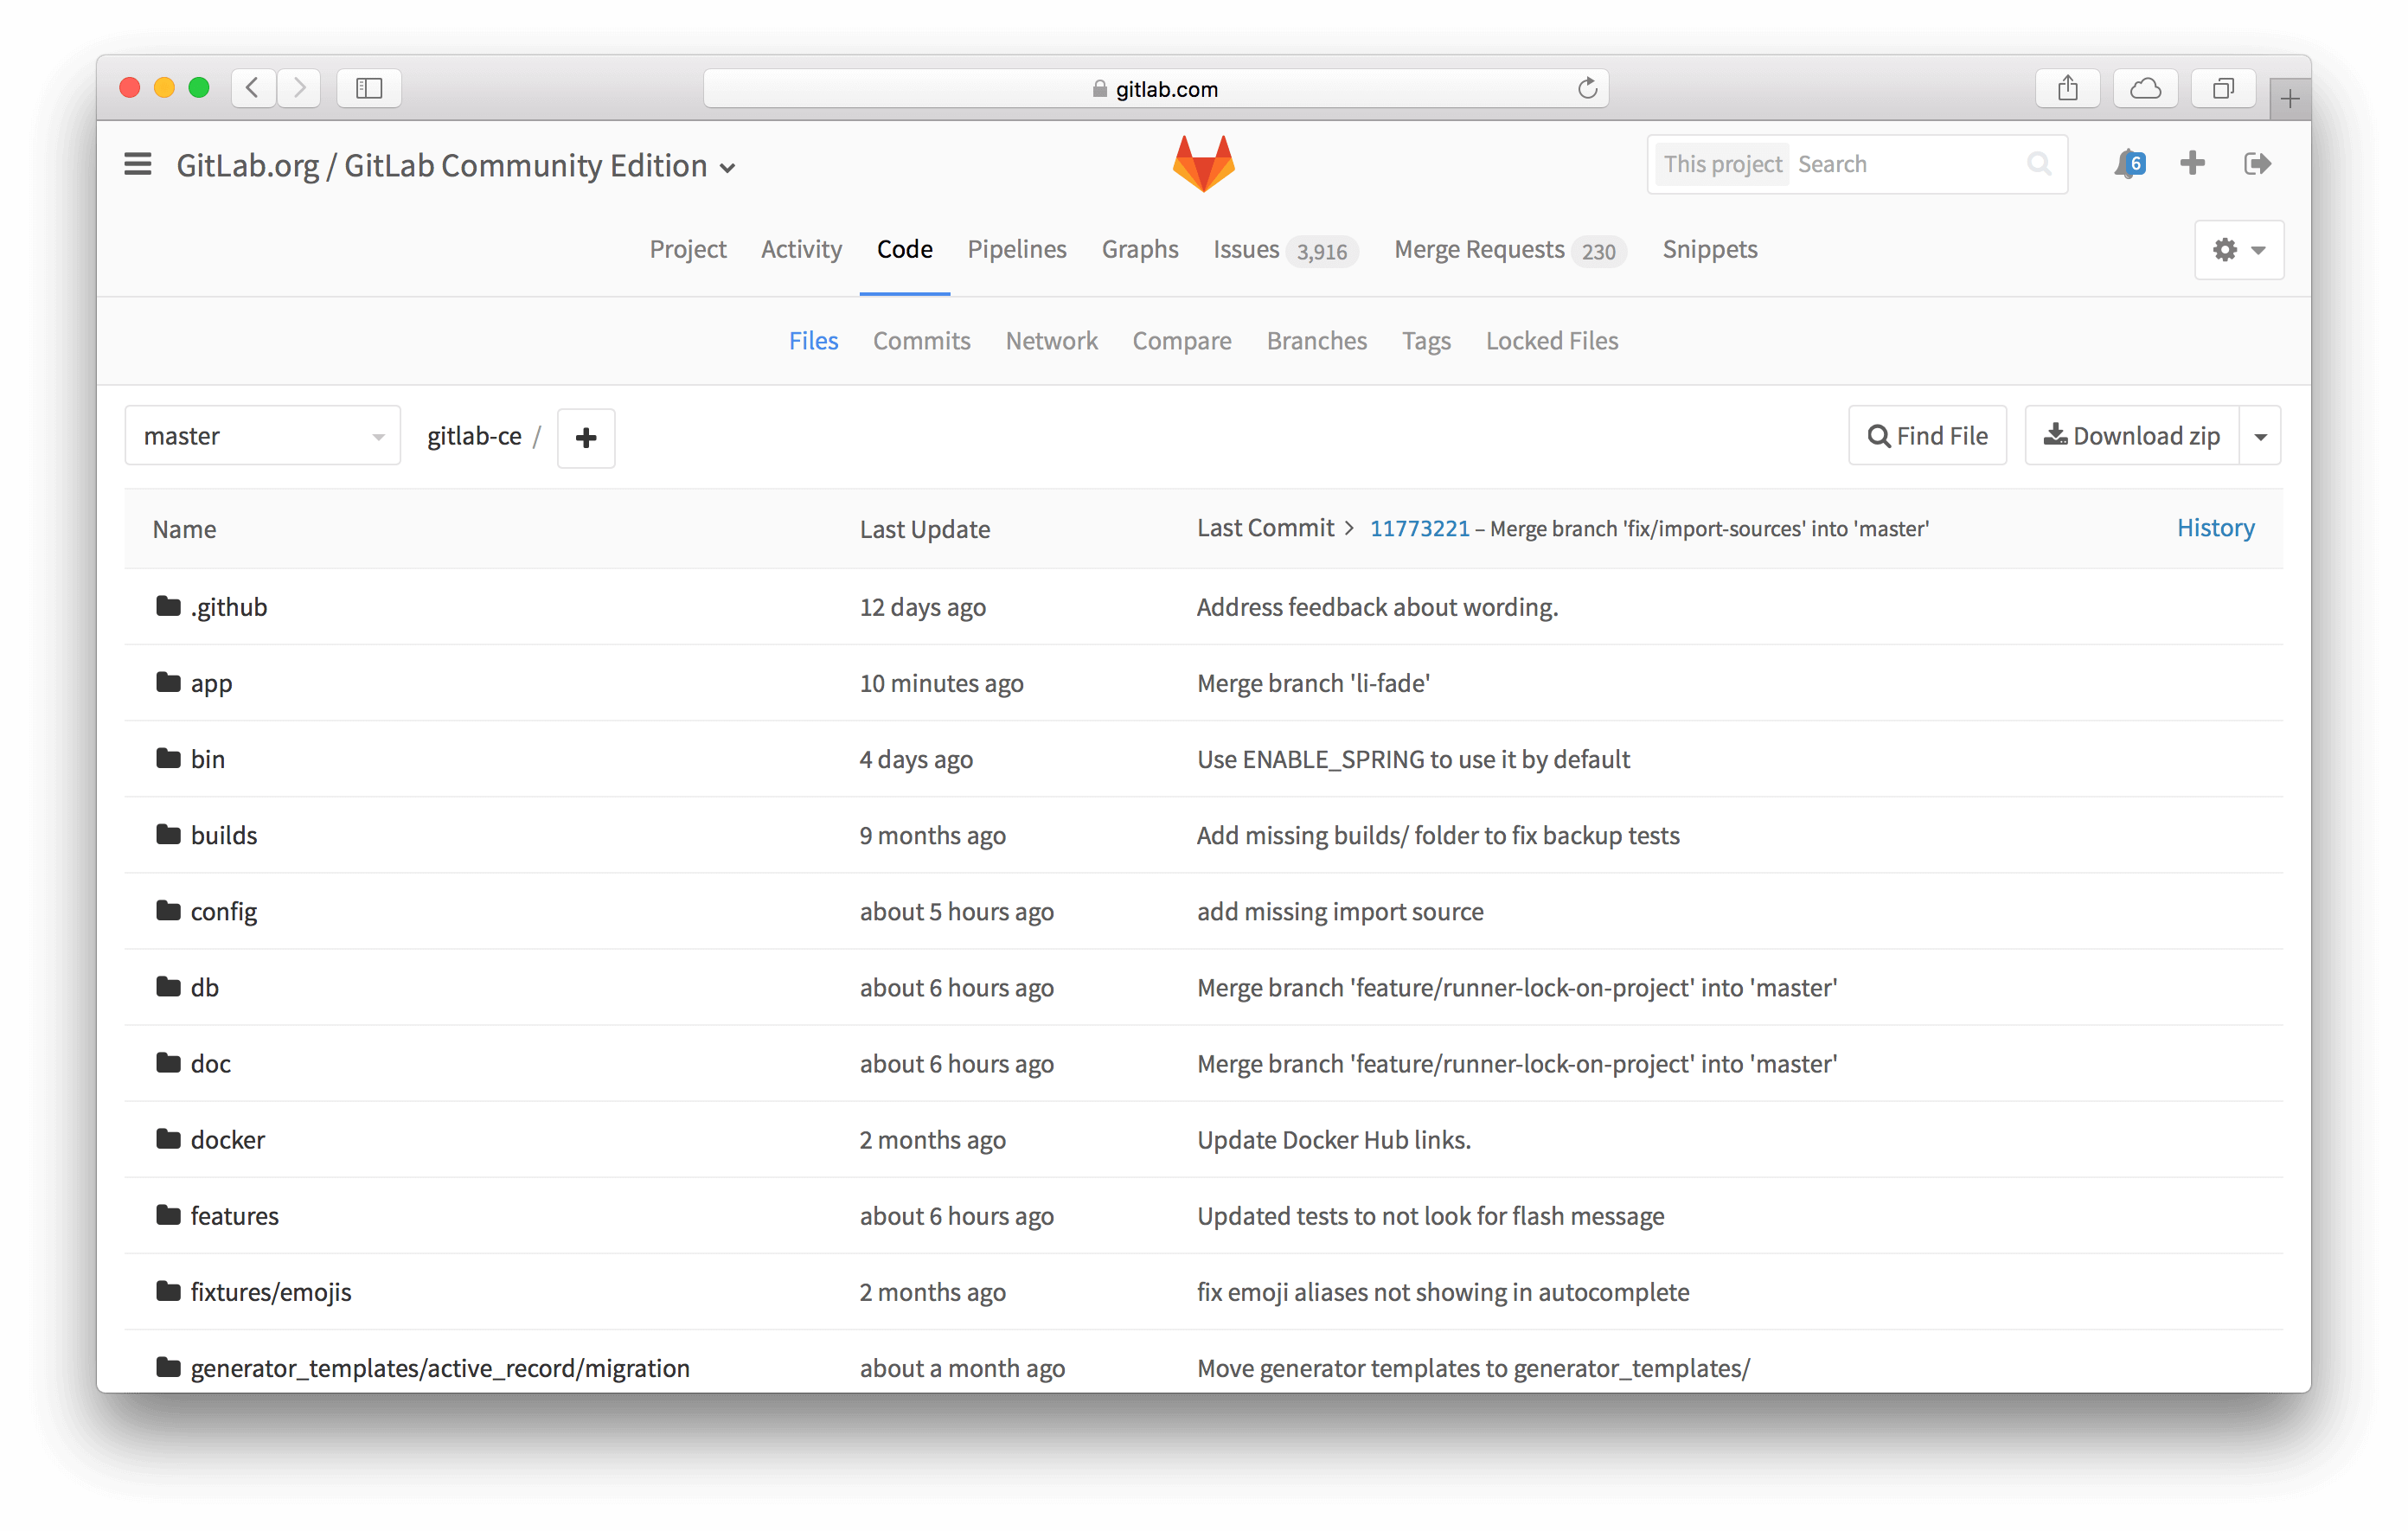 gitlab.com
GitLab.org / GitLab Community Edition
This project Search
6
Project Activity Code Pipelines Graphs Issues 3,916 Merge Requests 230 Snippets
Files Commits Network Compare Branches Tags Locked Files
master gitlab-ce / Find File Download zip
Name Last Update Last Commit > 11773221 – Merge branch 'fix/import-sources' into 'master' History
.github 12 days ago Address feedback about wording.
app 10 minutes ago Merge branch 'li-fade'
bin 4 days ago Use ENABLE_SPRING to use it by default
builds 9 months ago Add missing builds/ folder to fix backup tests
config about 5 hours ago add missing import source
db about 6 hours ago Merge branch 'feature/runner-lock-on-project' into 'master'
doc about 6 hours ago Merge branch 'feature/runner-lock-on-project' into 'master'
docker 2 months ago Update Docker Hub links.
features about 6 hours ago Updated tests to not look for flash message
fixtures/emojis 2 months ago fix emoji aliases not showing in autocomplete
generator_templates/active_record/migration about a month ago Move generator templates to generator_templates/